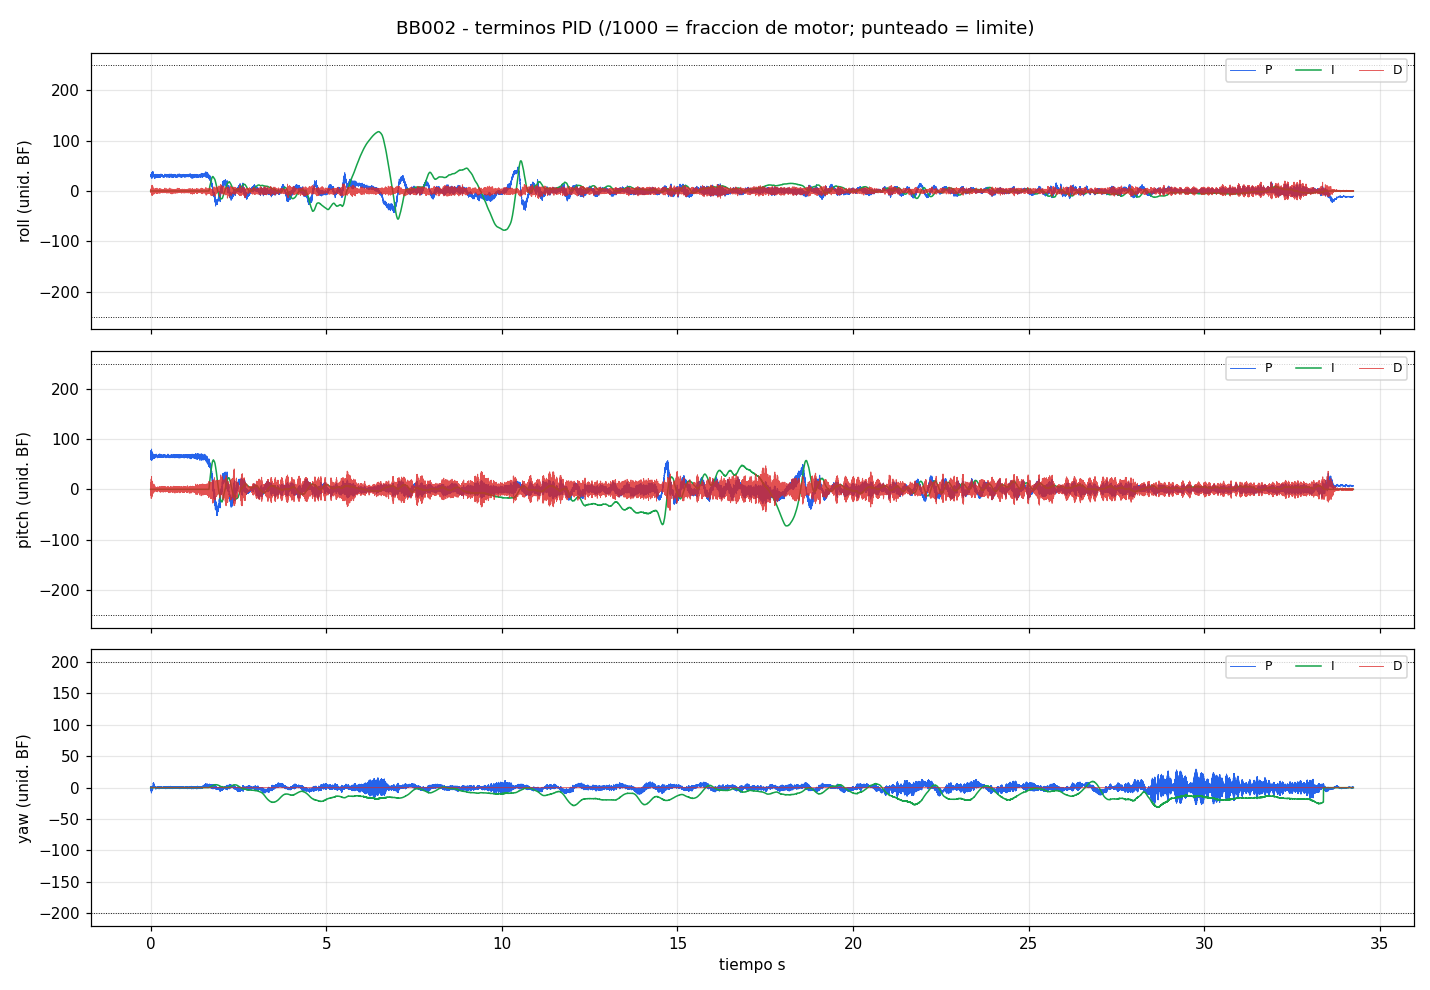 BB002 - terminos PID (/1000 = fraccion de motor; punteado = limite)
roll (unid. BF)
200
100
0
−100
−200
P I D
pitch (unid. BF)
200
100
0
−100
−200
P I D
yaw (unid. BF)
200
150
100
50
0
−50
−100
−150
−200
P I D
0 5 10 15 20 25 30 35
tiempo s